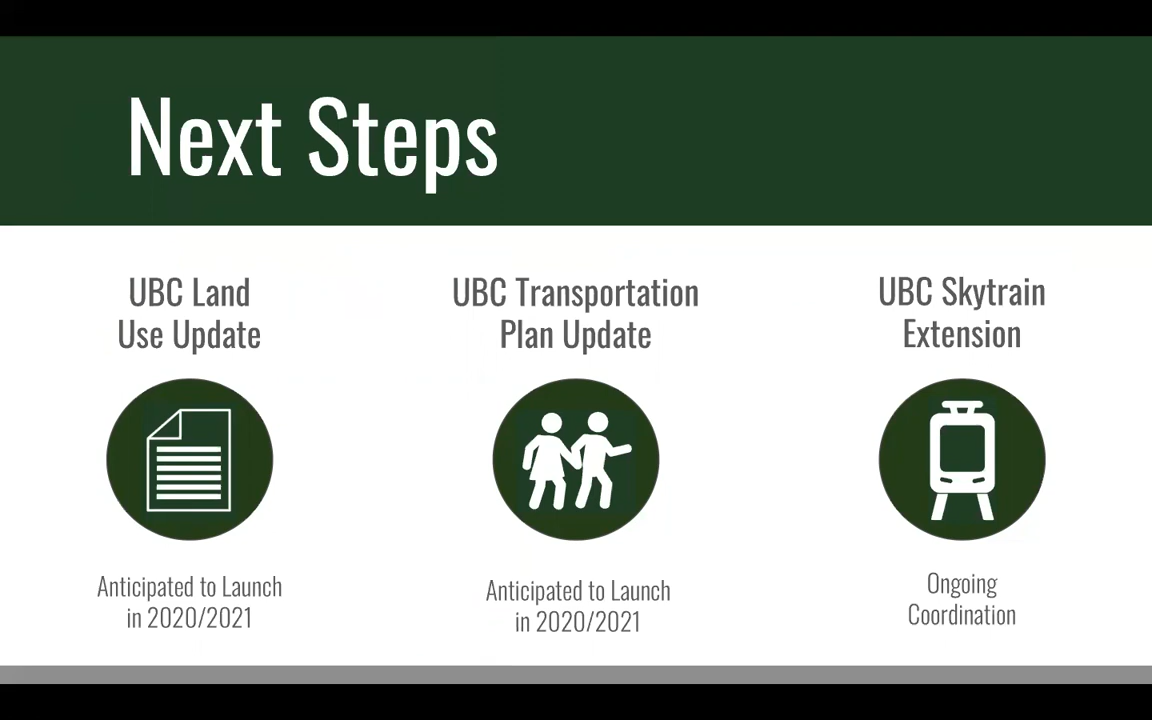 Next Steps
UBC Land
Use Update
Anticipated to Launch
in 2020/2021
UBC Transportation
Plan Update
Anticipated to Launch
in 2020/2021
UBC Skytrain
Extension
Ongoing
Coordination